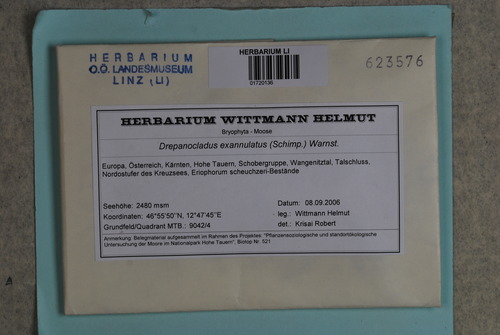 HERBARIUM
O.Ö. LANDESMUSEUM
LINZ (LI)
HERBARIUM LI
01720136
623576
HERBARIUM WITTMANN HELMUT
Bryophyta - Moose
Drepanocladus exannulatus (Schimp.) Warnst.
Europa, Österreich, Kärnten, Hohe Tauern, Schobergruppe, Wangenitztal, Talschluss,
Nordostufer des Kreuzsees, Eriophorum scheuchzeri-Bestände
Seehöhe: 2480 msm
Datum: 08.09.2006
Koordinaten: 46°55'50"N, 12°47'45"E
leg.: Wittmann Helmut
Grundfeld/Quadrant MTB.: 9042/4
det.: Krisai Robert
Anmerkung: Belegmaterial aufgesammelt im Rahmen des Projektes: "Pflanzensoziologische und standortökologische
Untersuchung der Moore im Nationalpark Hohe Tauern", Biotop Nr. 521